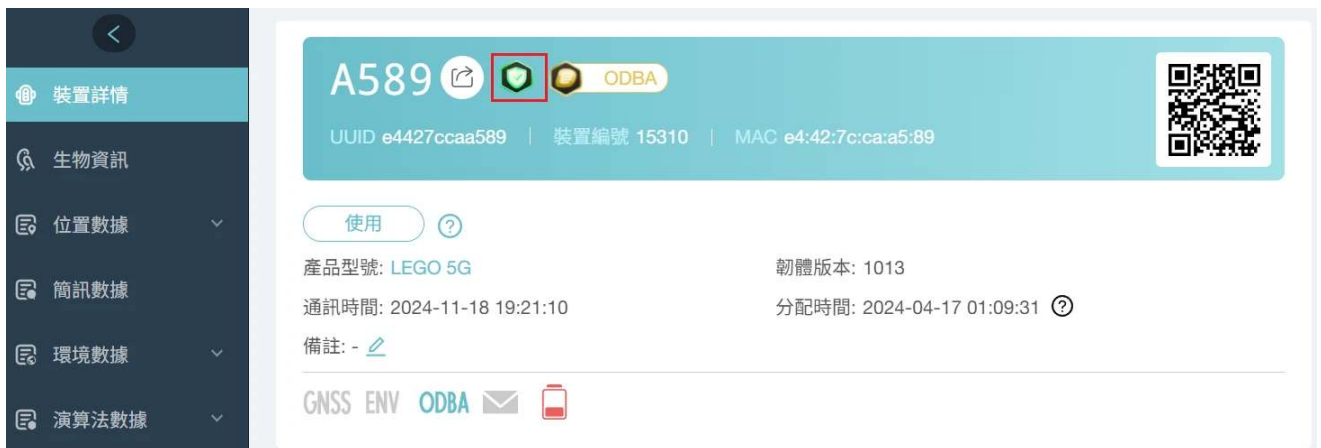 裝置詳情
生物資訊
位置數據
簡訊數據
環境數據
演算法數據
A589 ODBA
UUID e4427ccaa589 | 裝置編號 15310 | MAC e4:42:7c:ca:a5:89
使用
產品型號: LEGO 5G
韌體版本: 1013
通訊時間: 2024-11-18 19:21:10
分配時間: 2024-04-17 01:09:31
備註: -
GNSS ENV ODBA